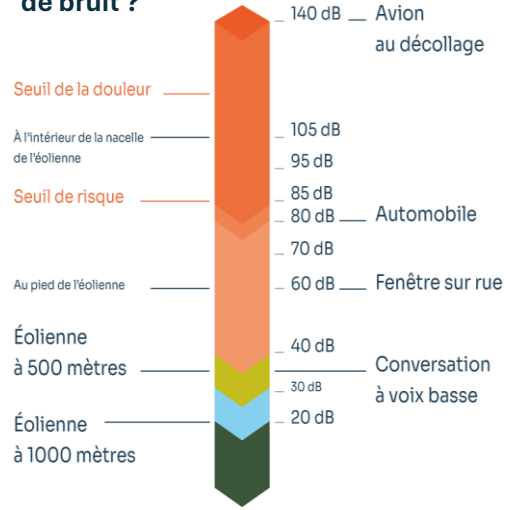 de bruit ?
140 dB
Avion
au décollage
Seuil de la douleur
À l'intérieur de la nacelle
de l'éolienne
105 dB
95 dB
Seuil de risque
85 dB
80 dB
Automobile
70 dB
Au pied de l'éolienne
60 dB
Fenêtre sur rue
Éolienne
à 500 mètres
40 dB
Conversation
à voix basse
30 dB
Éolienne
à 1000 mètres
20 dB